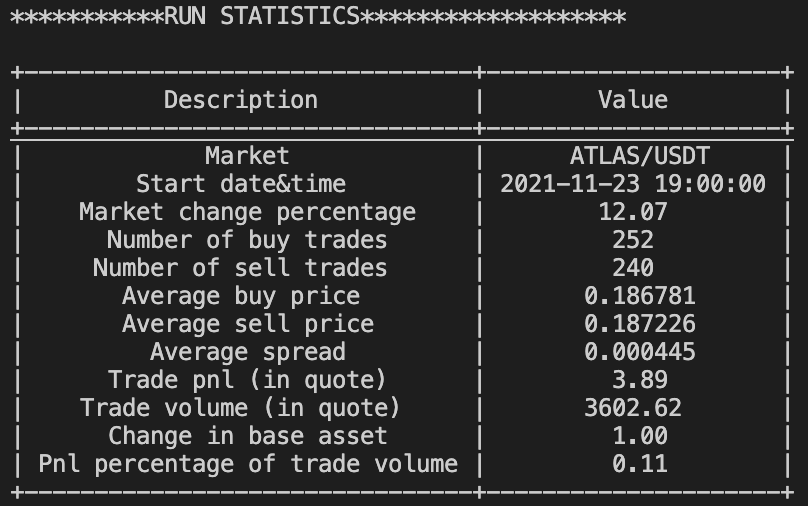 ***********RUN STATISTICS*******************
+--------------------------------+---------------------+
| Description | Value |
+================================+=====================+
| Market | ATLAS/USDT |
| Start date&time | 2021-11-23 19:00:00 |
| Market change percentage | 12.07 |
| Number of buy trades | 252 |
| Number of sell trades | 240 |
| Average buy price | 0.186781 |
| Average sell price | 0.187226 |
| Average spread | 0.000445 |
| Trade pnl (in quote) | 3.89 |
| Trade volume (in quote) | 3602.62 |
| Change in base asset | 1.00 |
| Pnl percentage of trade volume | 0.11 |
+--------------------------------+---------------------+